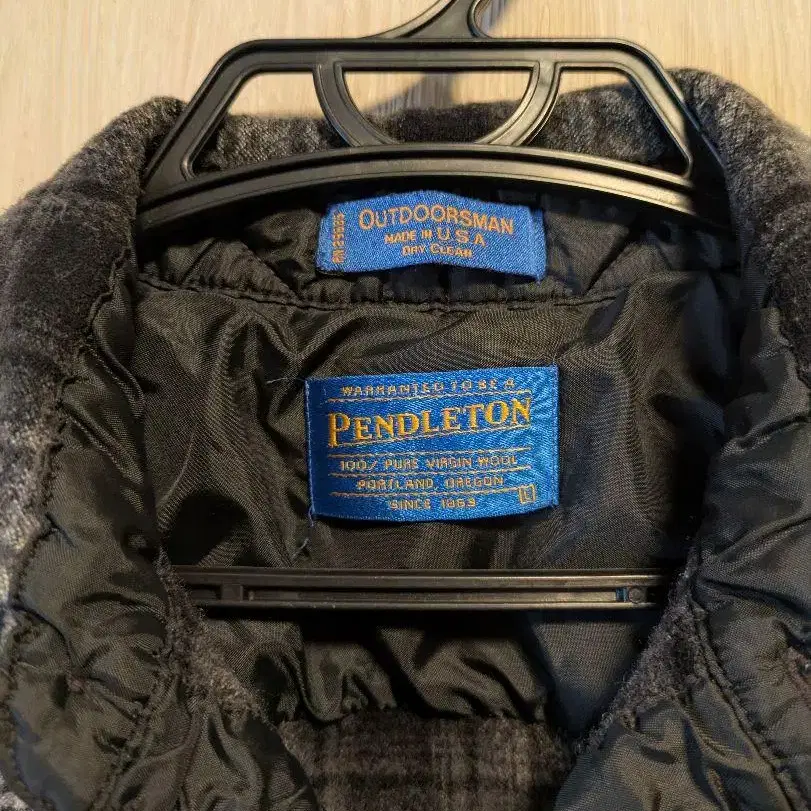 OUTDOORSMAN
MADE IN U S A
DRY CLEAN
WARRANTED TO BE A
PENDLETON
100% PURE VIRGIN WOOL
PORTLAND, OREGON
SINCE 1863
L